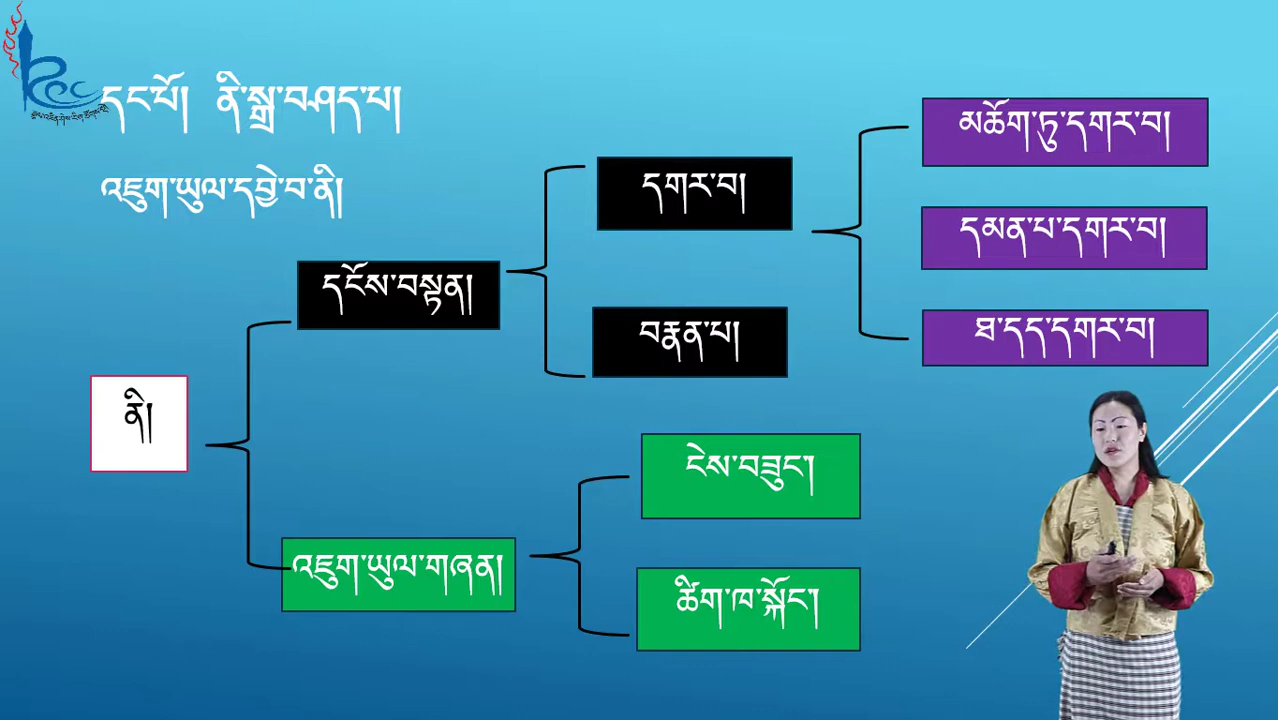 དང་པོ། ནི་སྒྲ་བཤད་པ།
འཇུག་ཡུལ་དབྱེ་བ་ནི།
ནི།
དངོས་བསྟན།
དགར་བ།
མཆོག་ཏུ་དགར་བ།
དམན་པ་དགར་བ།
ཐ་དད་དགར་བ།
བརྣན་པ།
འཇུག་ཡུལ་གཞན།
ངེས་བཟུང་།
ཚིག་ཁ་སྐོང་།